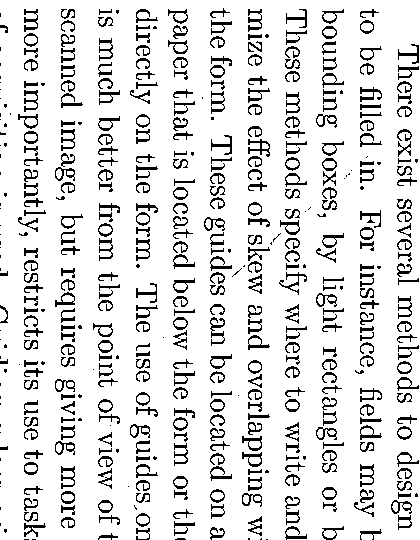 There exist several methods to design
to be filled in. For instance, fields may b
bounding boxes, by light rectangles or b
These methods specify where to write and
mize the effect of skew and overlapping wi
the form. These guides can be located on a
paper that is located below the form or the
directly on the form. The use of guides on
is much better from the point of view of t
scanned image, but requires giving more
more importantly, restricts its use to task